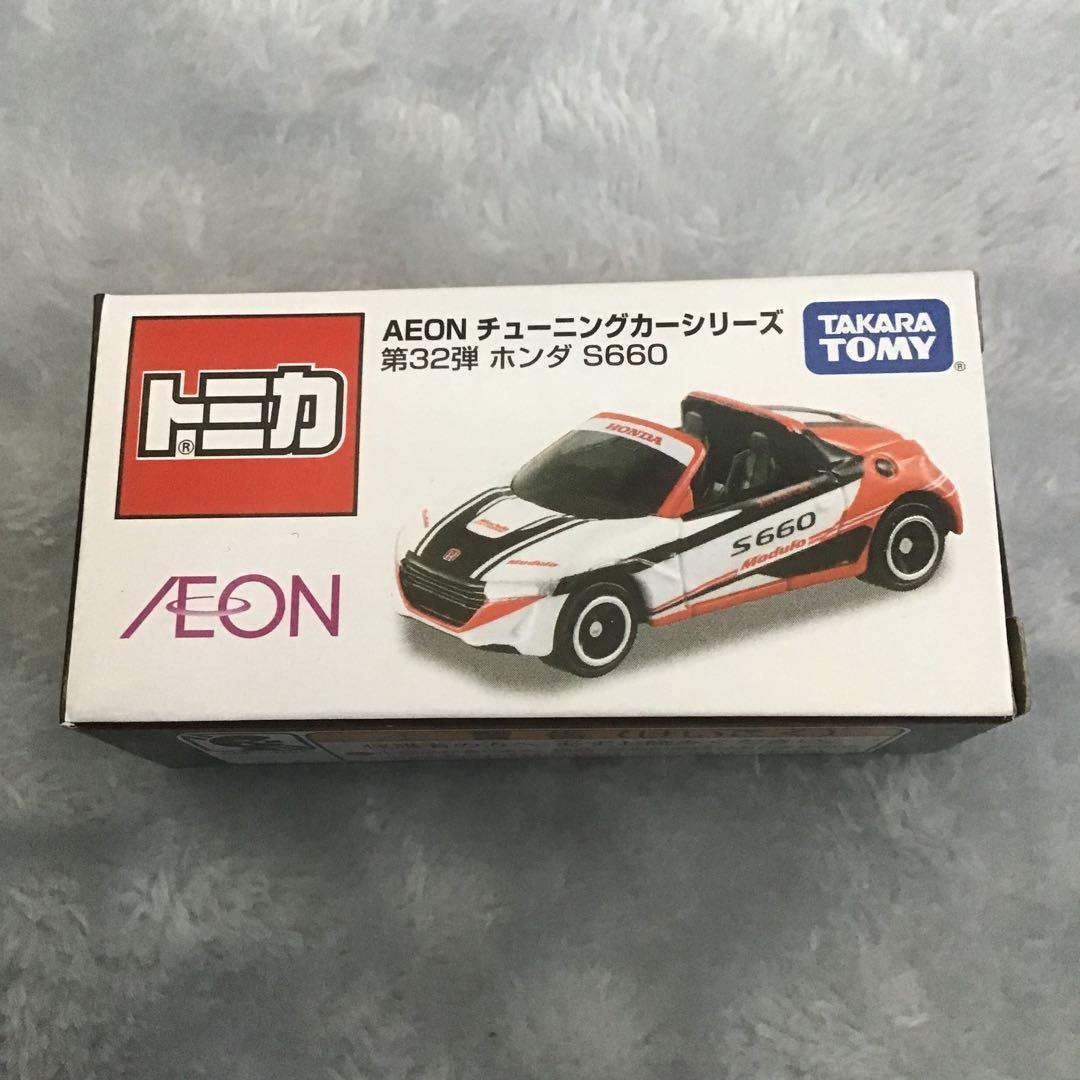 AEON チューニングカーシリーズ
第32弾 ホンダ S660
TAKARA
TOMY
®
トミカ
®
HONDA
S660
Modulo
Modulo
AEON